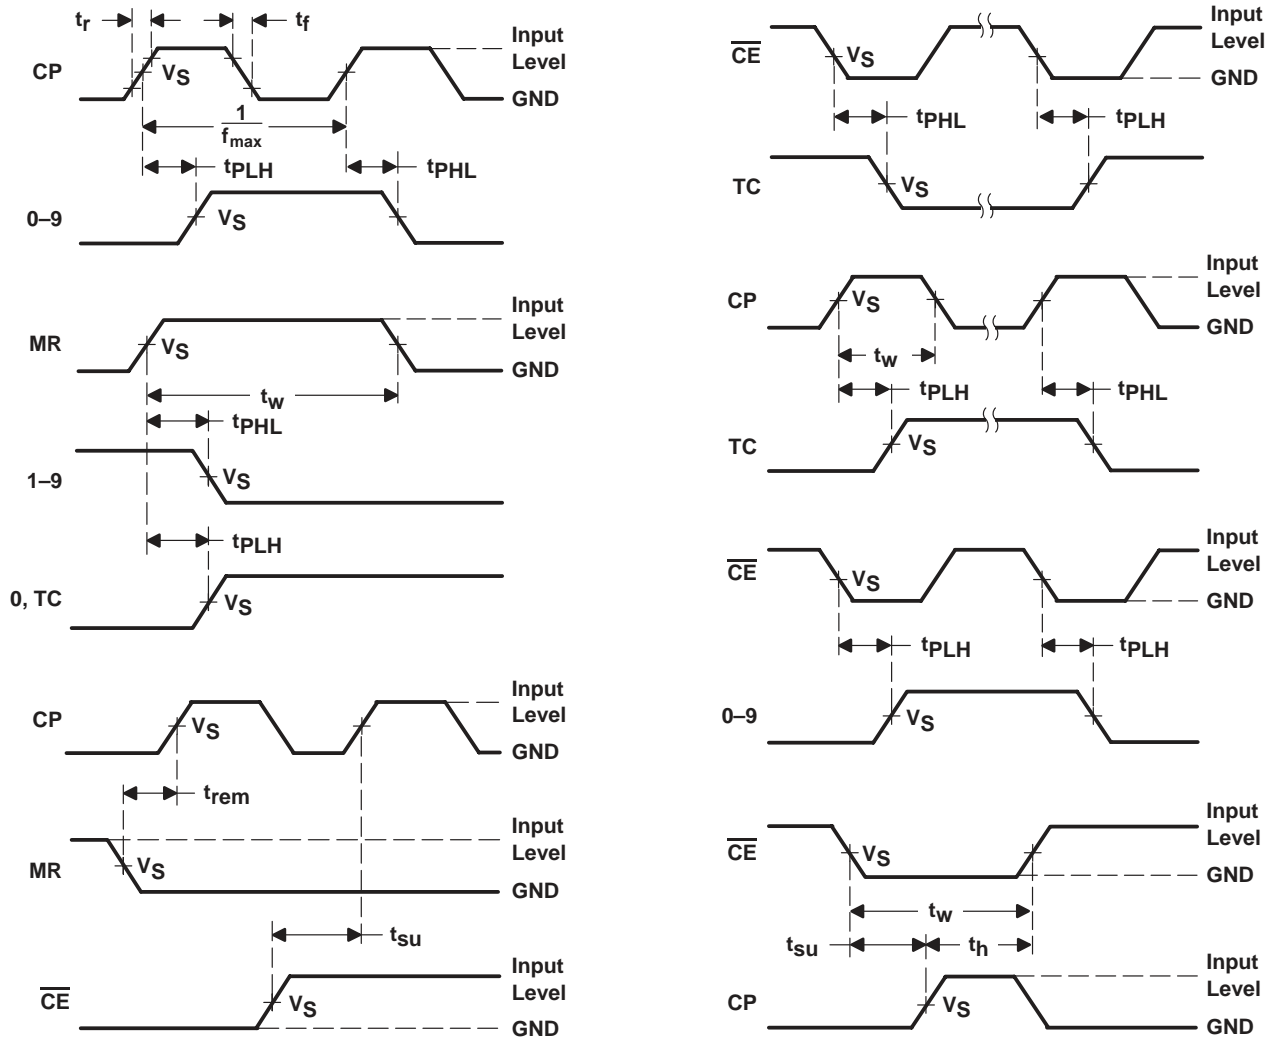 tr
tf
CP
VS
Input
Level
GND
1
fmax
tPLH
tPHL
0–9
VS
MR
VS
Input
Level
GND
tw
tPHL
1–9
VS
tPLH
0, TC
VS
CP
VS
Input
Level
GND
trem
MR
VS
Input
Level
GND
tsu
CE
VS
Input
Level
GND
CE
VS
Input
Level
GND
tPHL
tPLH
TC
VS
CP
VS
Input
Level
GND
tw
tPLH
tPHL
TC
VS
CE
VS
Input
Level
GND
tPLH
tPLH
0–9
VS
CE
VS
Input
Level
GND
tw
tsu
th
CP
VS
Input
Level
GND